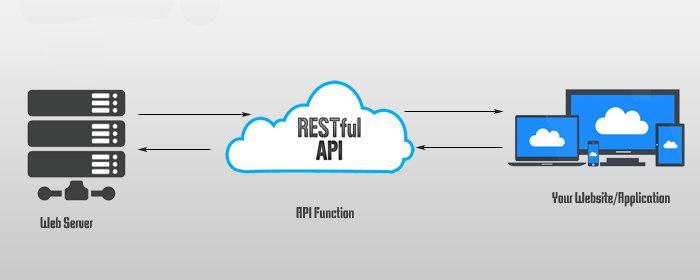 RESTful
API
Web Server
API Function
Your Website/Application